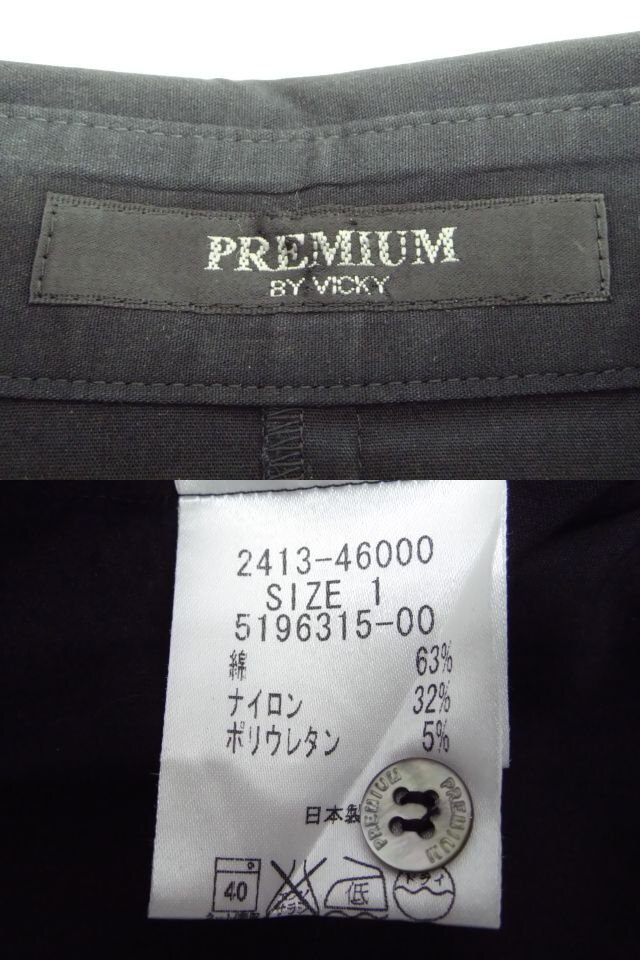 PREMIUM
BY VICKY
2413-46000
SIZE 1
5196315-00
綿 63%
ナイロン 32%
ポリウレタン 5%
日本製
PREMIUM PREMIUM
40 低 ドライ